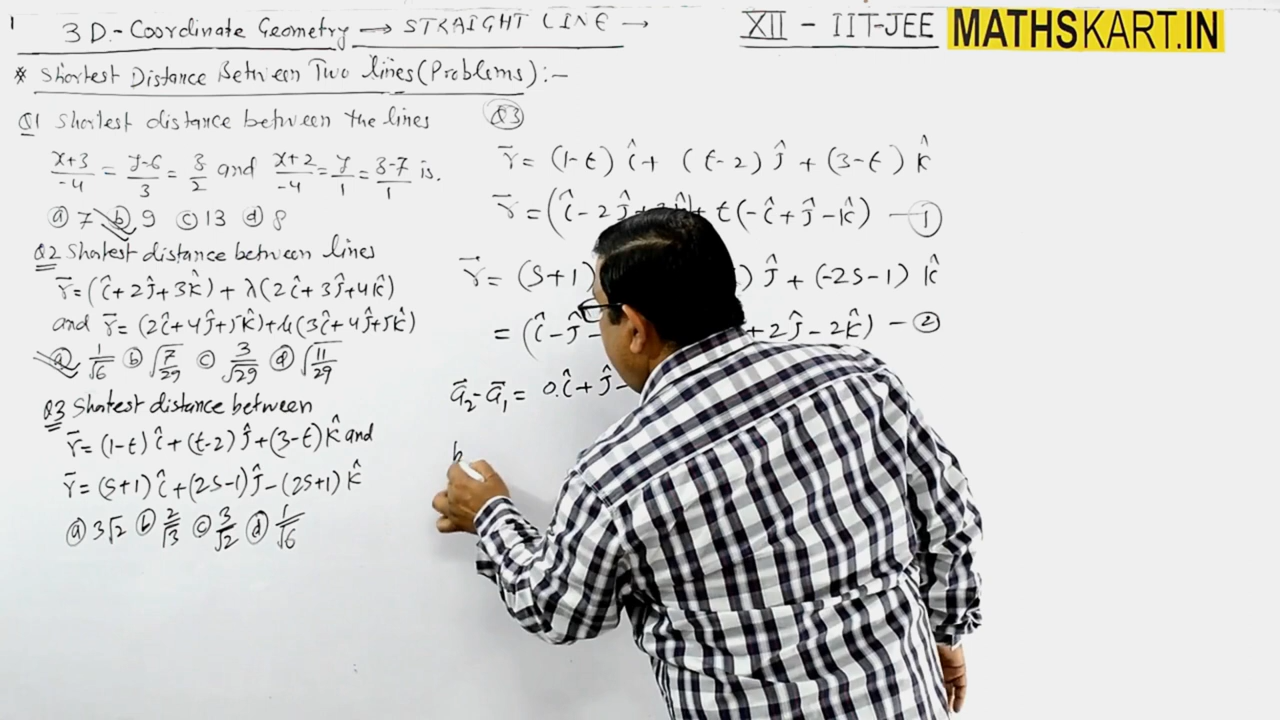 1 3D.- Coordinate Geometry → STRAIGHT LINE → XII - IIT-JEE MATHSKART.IN
* Shortest Distance Between Two lines (Problems) :-
Q1 Shortest distance between the lines
x+3/-4 = y-6/3 = z/2 and x+2/-4 = y/1 = z-7/1 is.
(a) 7 (b) 9 (c) 13 (d) 8
Q2 Shortest distance between lines
r⃗ = (î+2ĵ+3k̂) + λ(2î+3ĵ+4k̂)
and r⃗ = (2î+4ĵ+5k̂)+μ(3î+4ĵ+5k̂)
(a) 1/√6 (b) √7/29 (c) 3/√29 (d) √11/29
Q3 Shortest distance between
r⃗ = (1-t)î+(t-2)ĵ+(3-t)k̂ and
r⃗ = (s+1)î+(2s-1)ĵ-(2s+1)k̂
(a) 3√2 (b) 2/√3 (c) 3/√2 (d) 1/√6
Q3
r⃗ = (1-t)î + (t-2)ĵ + (3-t)k̂
r⃗ = (î-2ĵ+ + t(-î+ĵ-k̂) — (1)
r⃗ = (s+1) ) ĵ + (-2s-1) k̂
= (î-ĵ- +2ĵ-2k̂) — (2)
a⃗₂-a⃗₁ = 0.î+ĵ-
b